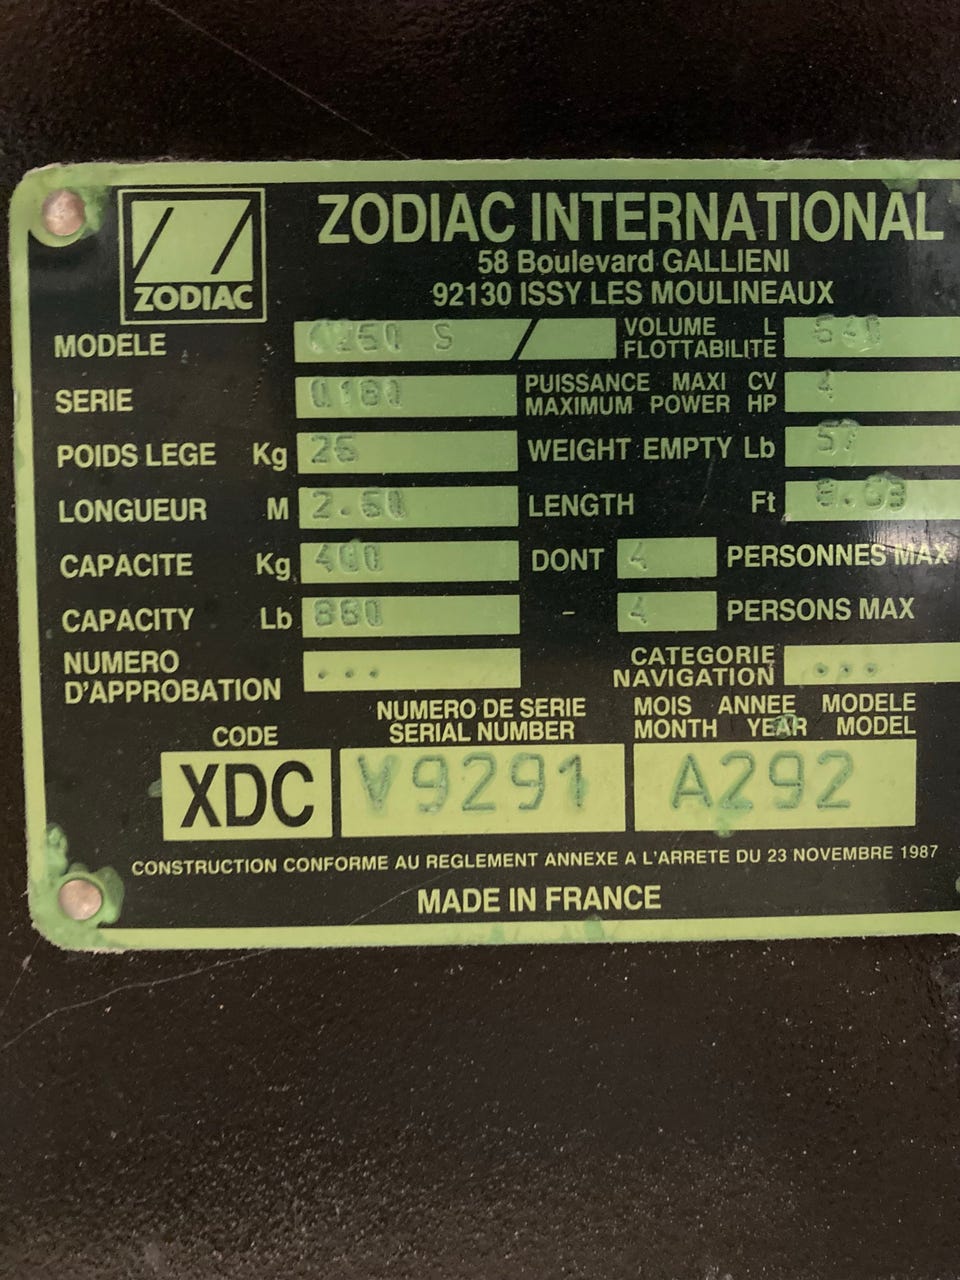 ZODIAC
ZODIAC INTERNATIONAL
58 Boulevard GALLIENI
92130 ISSY LES MOULINEAUX
MODELE S / VOLUME L
FLOTTABILITE
SERIE 0.180 PUISSANCE MAXI CV 4
MAXIMUM POWER HP
POIDS LEGE Kg 26 WEIGHT EMPTY Lb 57
LONGUEUR M 2.60 LENGTH Ft
CAPACITE Kg 400 DONT 4 PERSONNES MAX
CAPACITY Lb 880 - 4 PERSONS MAX
NUMERO ... CATEGORIE ...
D'APPROBATION NAVIGATION
NUMERO DE SERIE MOIS ANNEE MODELE
CODE SERIAL NUMBER MONTH YEAR MODEL
XDC V9291 A292
CONSTRUCTION CONFORME AU REGLEMENT ANNEXE A L'ARRETE DU 23 NOVEMBRE 1987
MADE IN FRANCE